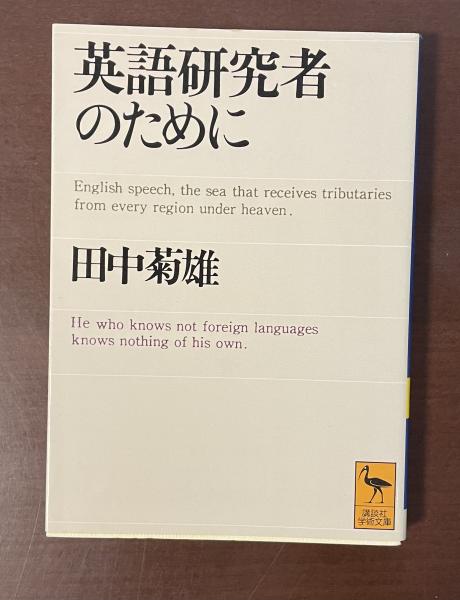 英語研究者
のために
English speech, the sea that receives tributaries
from every region under heaven.
田中菊雄
He who knows not foreign languages
knows nothing of his own.
講談社
学術文庫